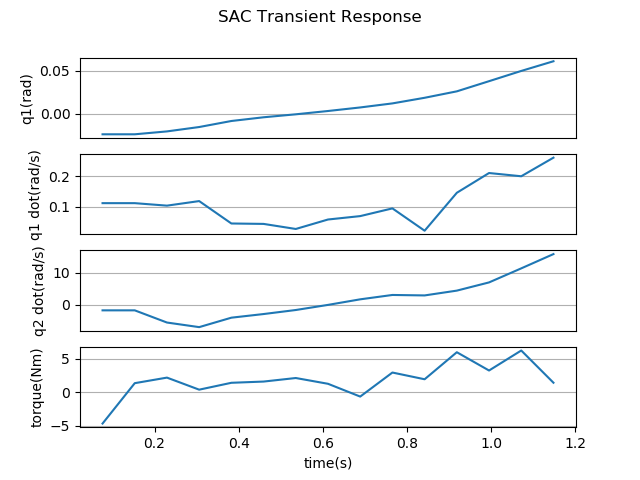 SAC Transient Response
q1(rad)
0.05
0.00
q1 dot(rad/s)
0.2
0.1
q2 dot(rad/s)
10
0
torque(Nm)
5
0
−5
0.2 0.4 0.6 0.8 1.0 1.2
time(s)